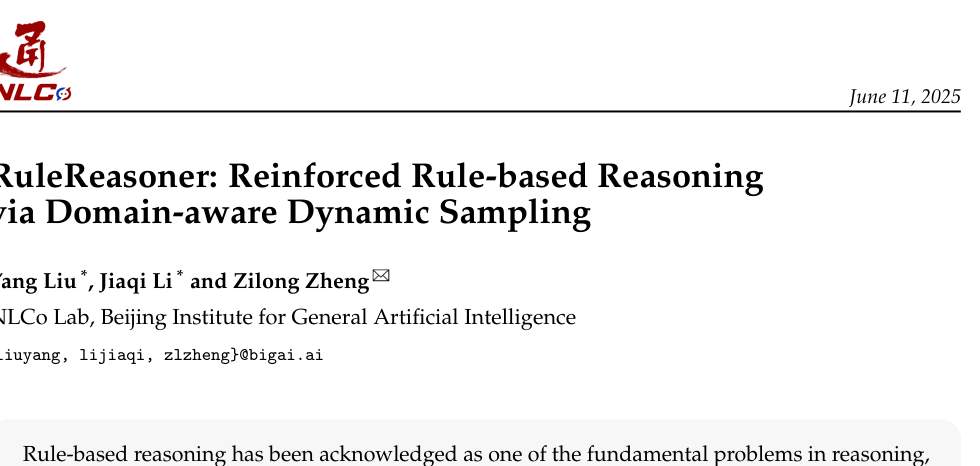 通
NLCo
June 11, 2025
RuleReasoner: Reinforced Rule-based Reasoning
via Domain-aware Dynamic Sampling
Yang Liu*, Jiaqi Li* and Zilong Zheng✉
NLCo Lab, Beijing Institute for General Artificial Intelligence
liuyang, lijiaqi, zlzheng}@bigai.ai
Rule-based reasoning has been acknowledged as one of the fundamental problems in reasoning,